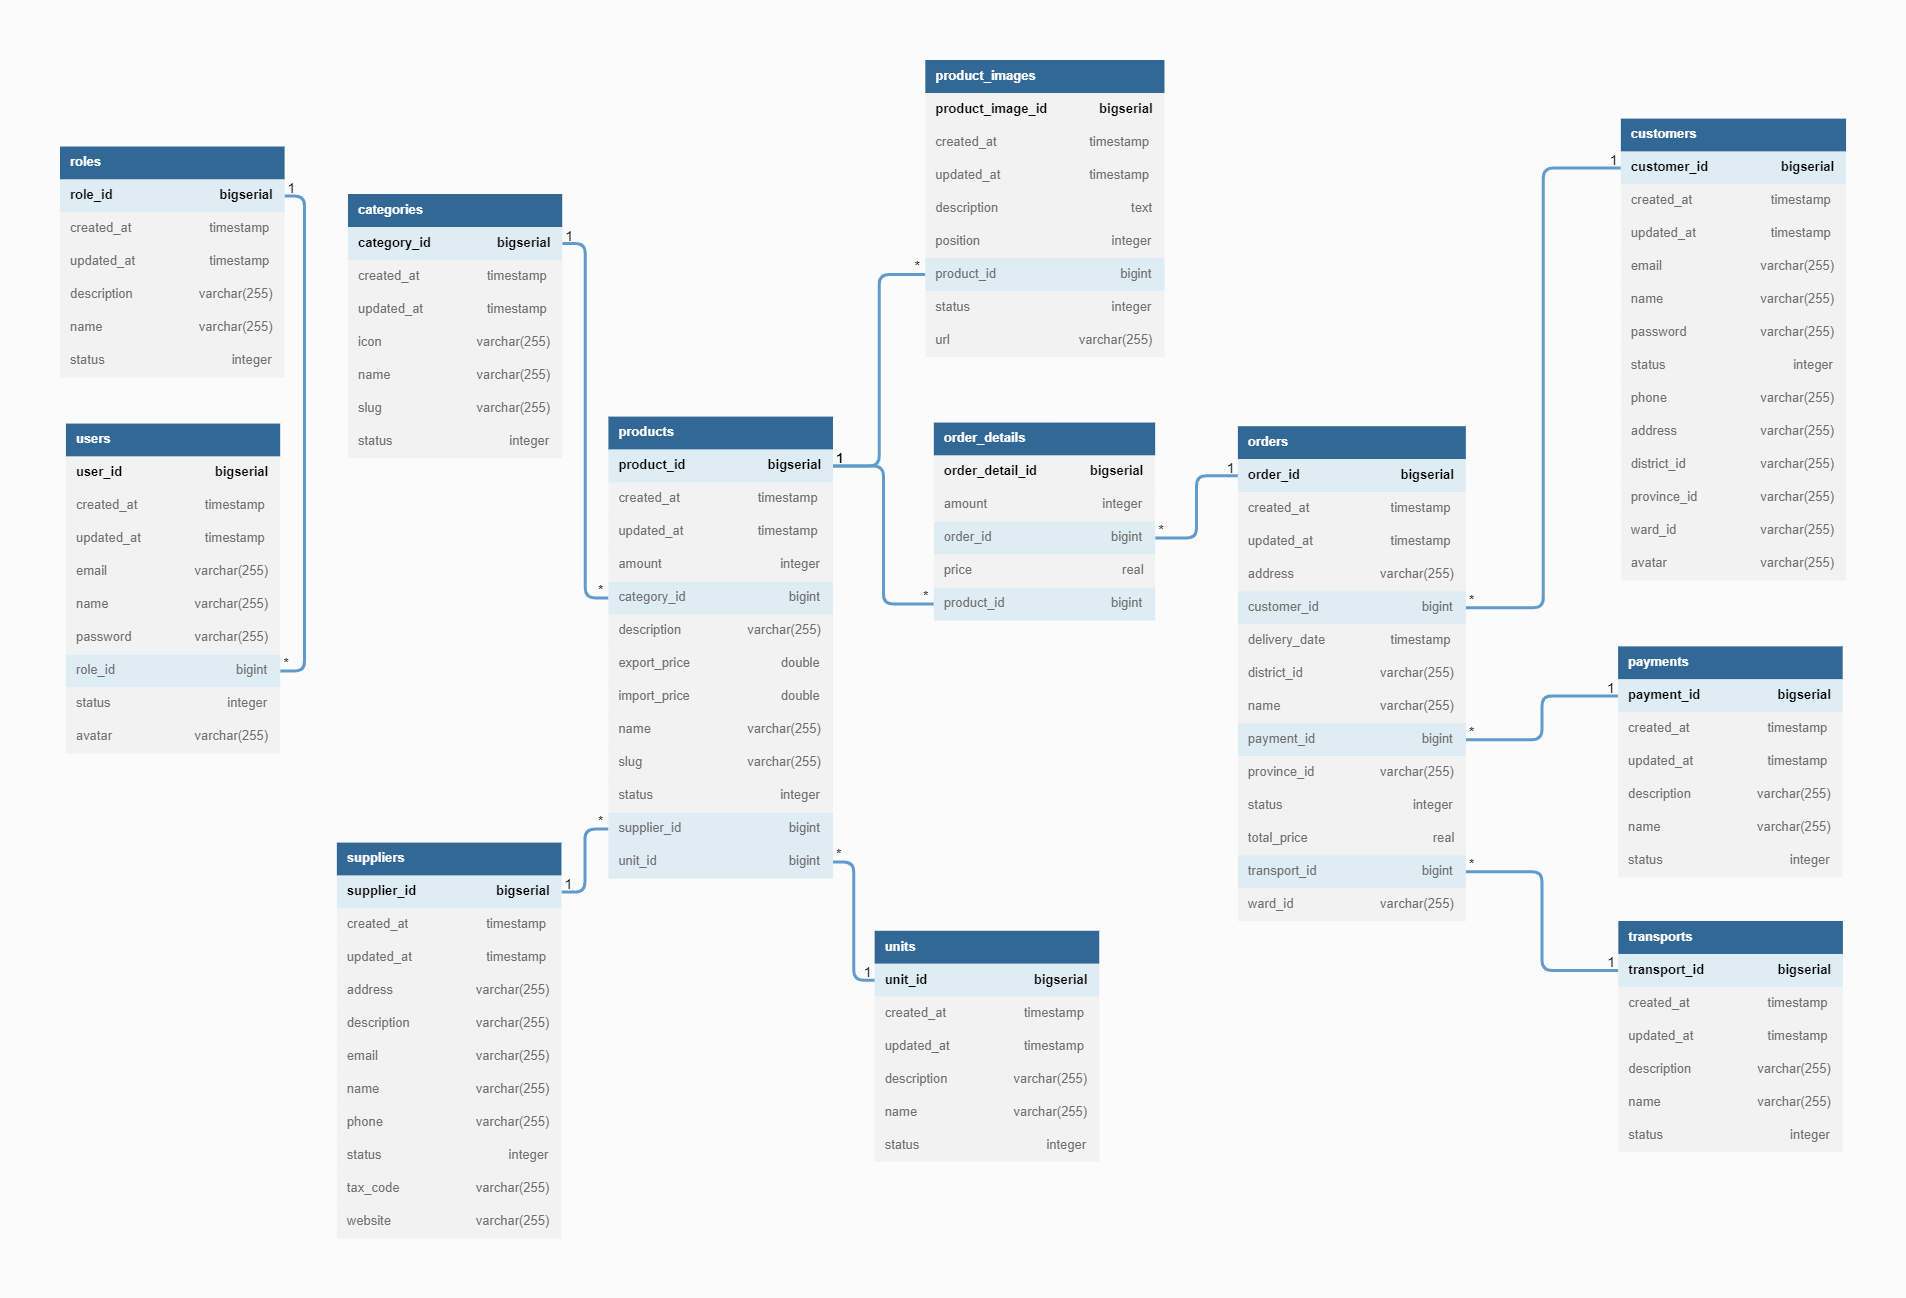 roles
role_id bigserial 1
created_at timestamp
updated_at timestamp
description varchar(255)
name varchar(255)
status integer
users
user_id bigserial
created_at timestamp
updated_at timestamp
email varchar(255)
name varchar(255)
password varchar(255)
role_id bigint *
status integer
avatar varchar(255)
categories
category_id bigserial 1
created_at timestamp
updated_at timestamp
icon varchar(255)
name varchar(255)
slug varchar(255)
status integer
suppliers
supplier_id bigserial 1
created_at timestamp
updated_at timestamp
address varchar(255)
description varchar(255)
email varchar(255)
name varchar(255)
phone varchar(255)
status integer
tax_code varchar(255)
website varchar(255)
products
product_id bigserial 1
created_at timestamp
updated_at timestamp
amount integer
* category_id bigint
description varchar(255)
export_price double
import_price double
name varchar(255)
slug varchar(255)
status integer
* supplier_id bigint
unit_id bigint *
product_images
product_image_id bigserial
created_at timestamp
updated_at timestamp
description text
position integer
* product_id bigint
status integer
url varchar(255)
order_details
order_detail_id bigserial
amount integer
order_id bigint *
price real
* product_id bigint
units
1 unit_id bigserial
created_at timestamp
updated_at timestamp
description varchar(255)
name varchar(255)
status integer
orders
1 order_id bigserial
created_at timestamp
updated_at timestamp
address varchar(255)
customer_id bigint *
delivery_date timestamp
district_id varchar(255)
name varchar(255)
payment_id bigint *
province_id varchar(255)
status integer
total_price real
transport_id bigint *
ward_id varchar(255)
customers
1 customer_id bigserial
created_at timestamp
updated_at timestamp
email varchar(255)
name varchar(255)
password varchar(255)
status integer
phone varchar(255)
address varchar(255)
district_id varchar(255)
province_id varchar(255)
ward_id varchar(255)
avatar varchar(255)
payments
1 payment_id bigserial
created_at timestamp
updated_at timestamp
description varchar(255)
name varchar(255)
status integer
transports
1 transport_id bigserial
created_at timestamp
updated_at timestamp
description varchar(255)
name varchar(255)
status integer